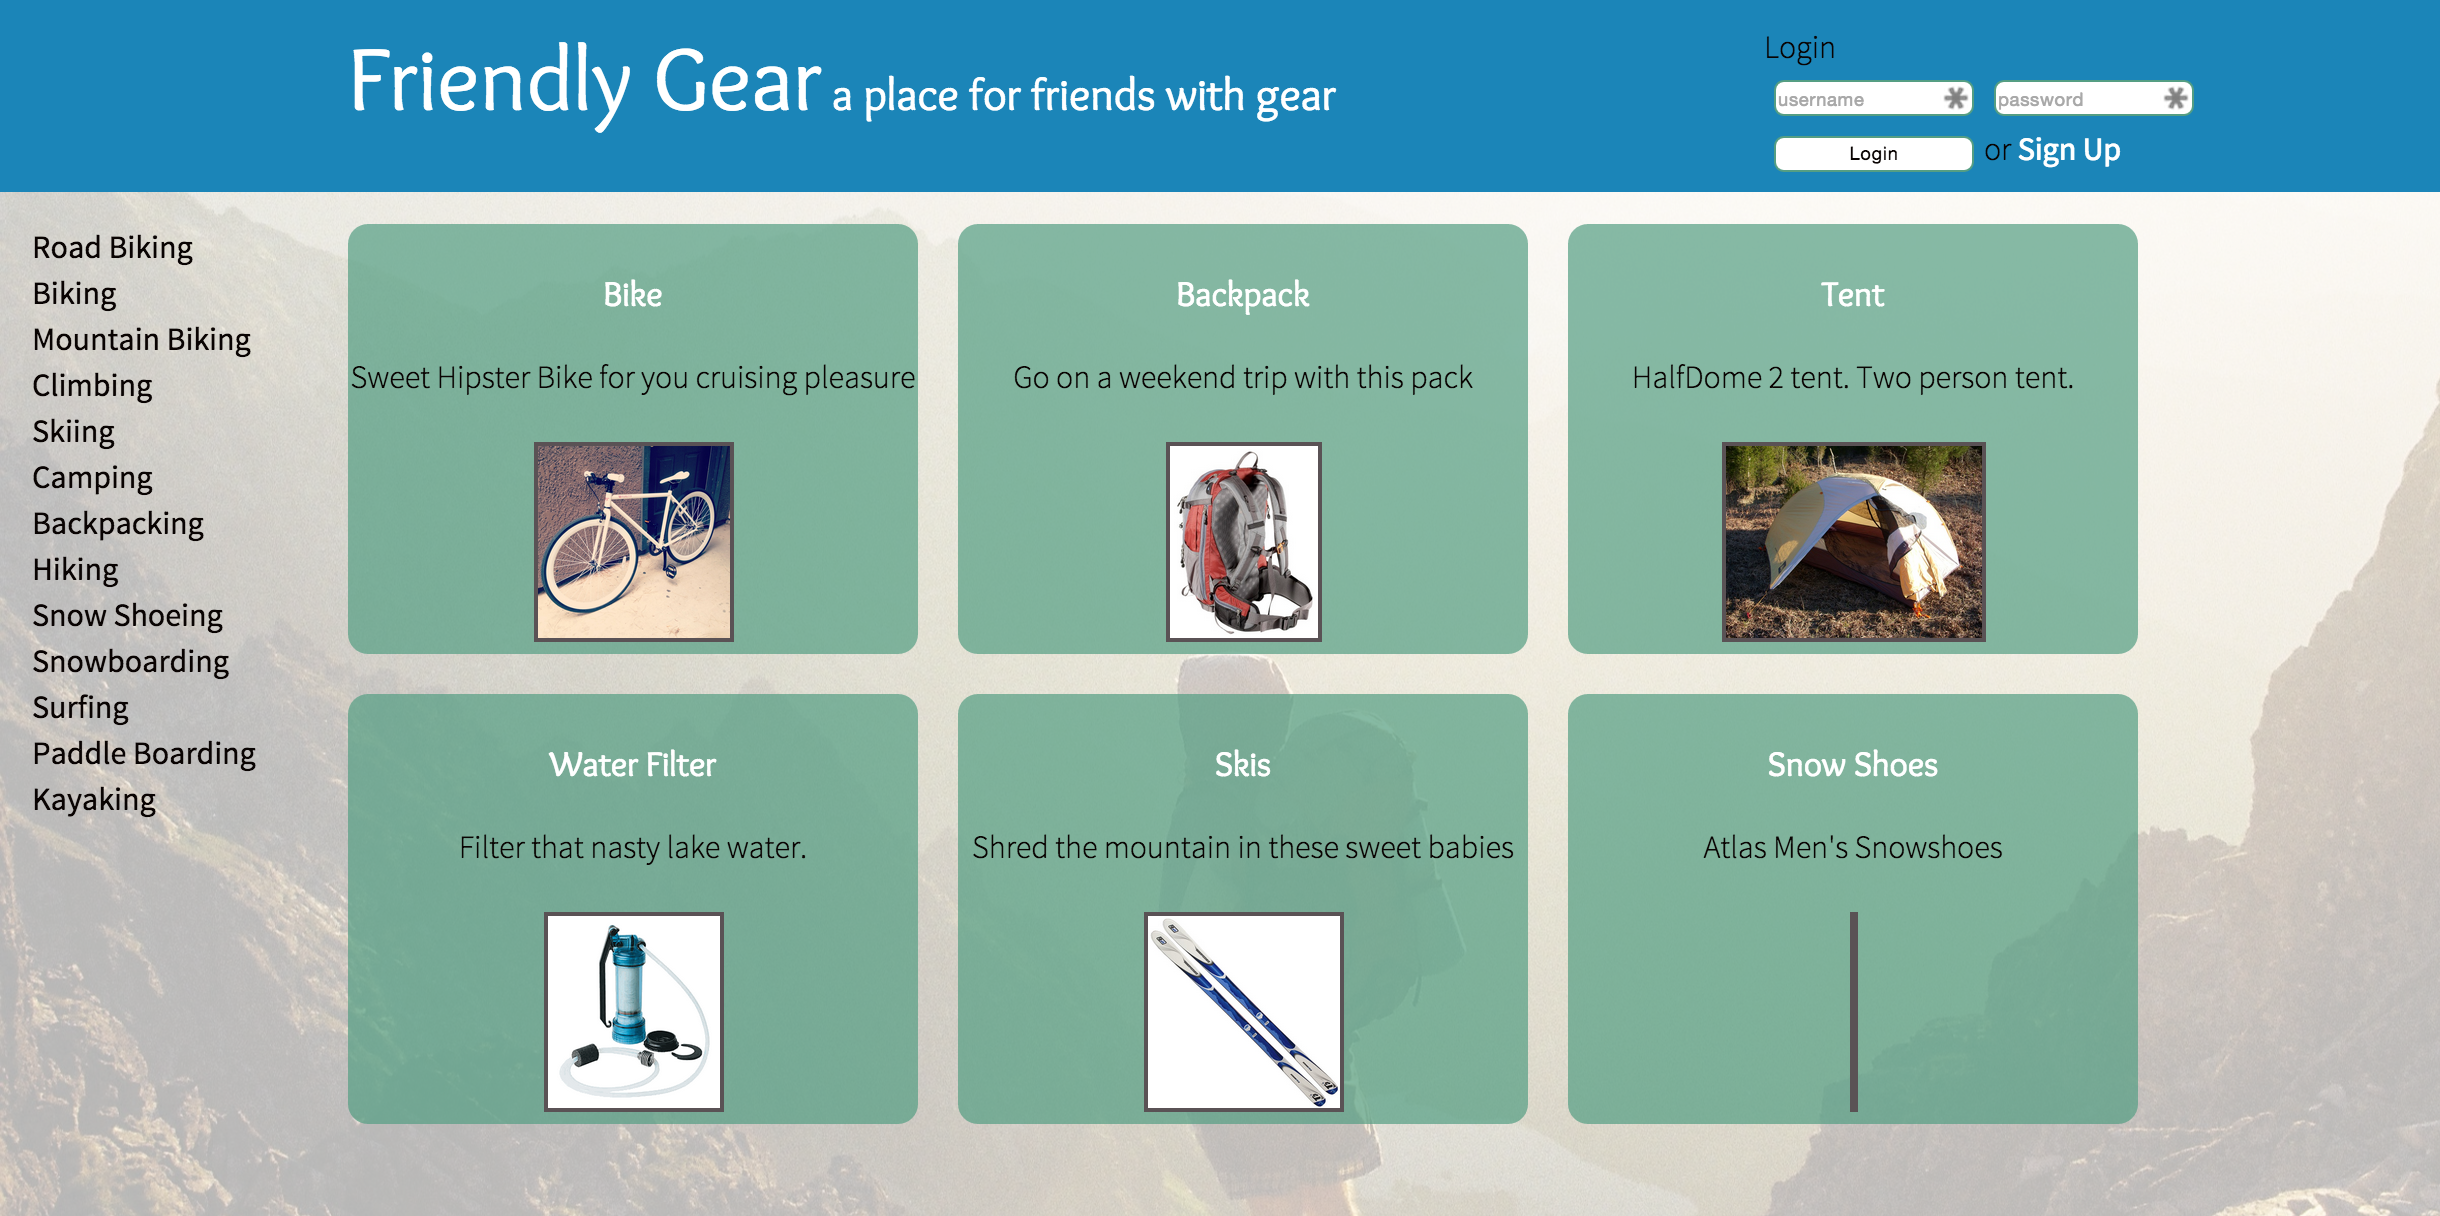 Friendly Gear a place for friends with gear
Login
username
password
Login or Sign Up
Road Biking
Biking
Mountain Biking
Climbing
Skiing
Camping
Backpacking
Hiking
Snow Shoeing
Snowboarding
Surfing
Paddle Boarding
Kayaking
Bike
Sweet Hipster Bike for you cruising pleasure
Backpack
Go on a weekend trip with this pack
Tent
HalfDome 2 tent. Two person tent.
Water Filter
Filter that nasty lake water.
Skis
Shred the mountain in these sweet babies
Snow Shoes
Atlas Men's Snowshoes